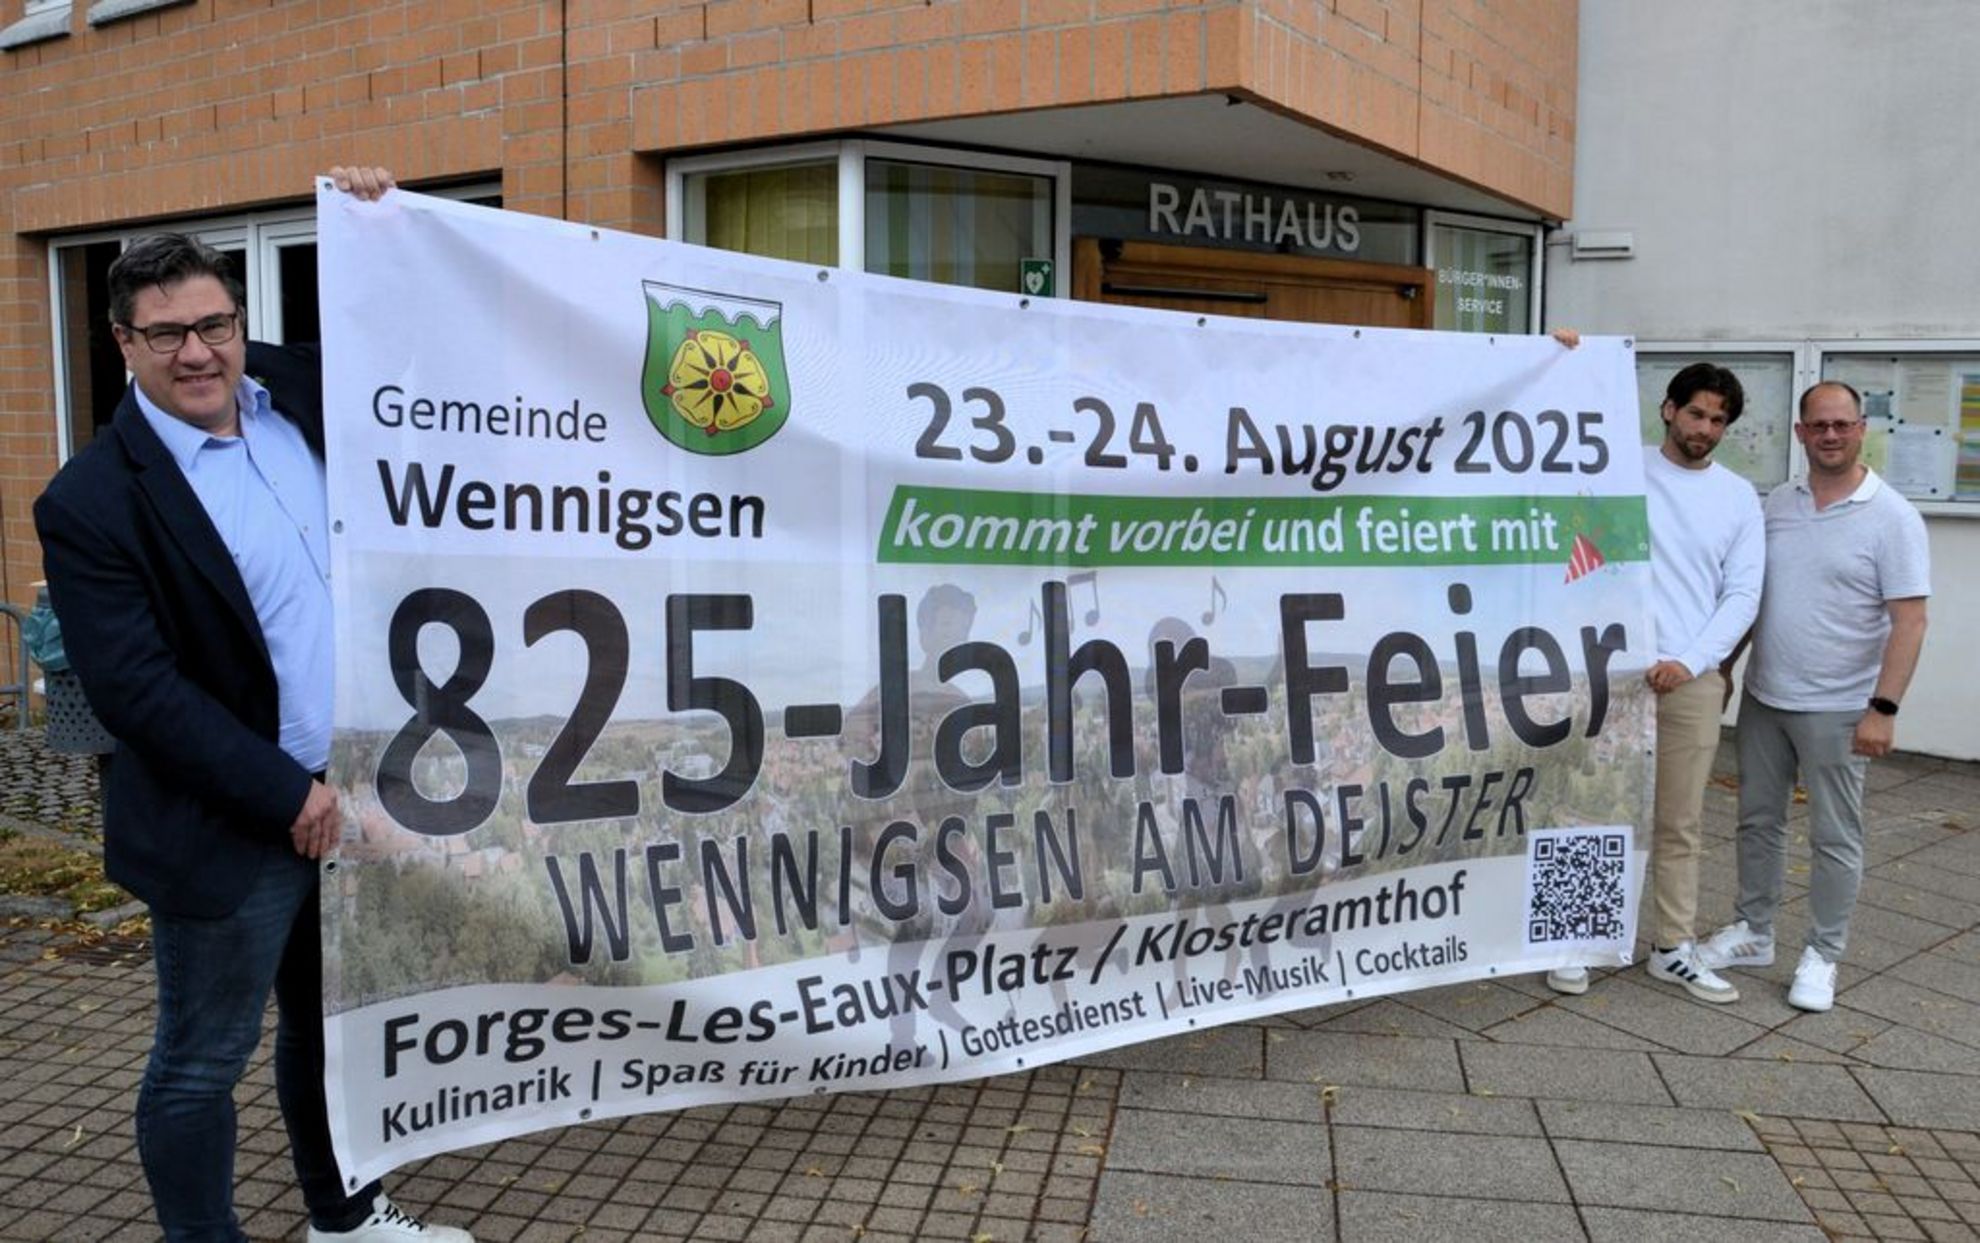 RATHAUS
BÜRGER*INNEN-
SERVICE
Gemeinde
Wennigsen
23.-24. August 2025
kommt vorbei und feiert mit
825-Jahr-Feier
WENNIGSEN AM DEISTER
Forges-Les-Eaux-Platz / Klosteramthof
Kulinarik | Spaß für Kinder | Gottesdienst | Live-Musik | Cocktails